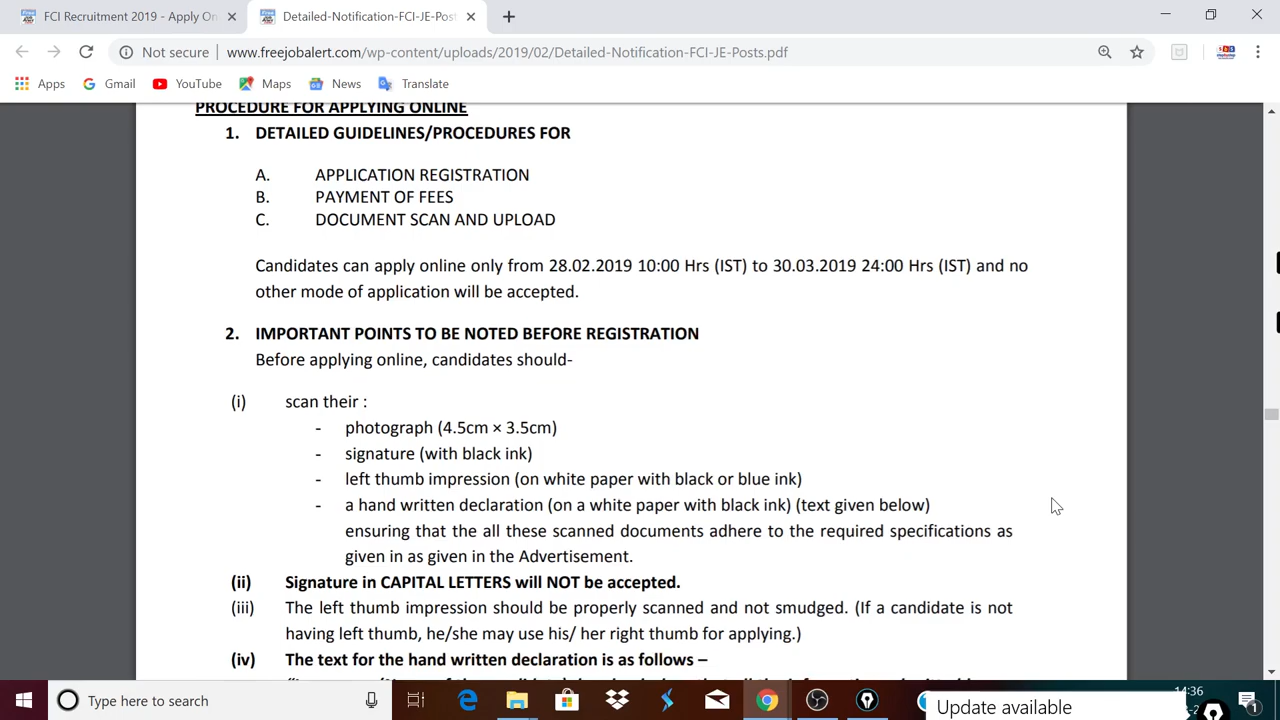 FCI Recruitment 2019 - Apply On
Detailed-Notification-FCI-JE-Post
Not secure
www.freejobalert.com/wp-content/uploads/2019/02/Detailed-Notification-FCI-JE-Posts.pdf
Apps Gmail YouTube Maps News Translate
PROCEDURE FOR APPLYING ONLINE
1. DETAILED GUIDELINES/PROCEDURES FOR
A. APPLICATION REGISTRATION
B. PAYMENT OF FEES
C. DOCUMENT SCAN AND UPLOAD
Candidates can apply online only from 28.02.2019 10:00 Hrs (IST) to 30.03.2019 24:00 Hrs (IST) and no
other mode of application will be accepted.
2. IMPORTANT POINTS TO BE NOTED BEFORE REGISTRATION
Before applying online, candidates should-
(i) scan their :
- photograph (4.5cm × 3.5cm)
- signature (with black ink)
- left thumb impression (on white paper with black or blue ink)
- a hand written declaration (on a white paper with black ink) (text given below)
ensuring that the all these scanned documents adhere to the required specifications as
given in as given in the Advertisement.
(ii) Signature in CAPITAL LETTERS will NOT be accepted.
(iii) The left thumb impression should be properly scanned and not smudged. (If a candidate is not
having left thumb, he/she may use his/ her right thumb for applying.)
(iv) The text for the hand written declaration is as follows –
Type here to search
14:36
Update available